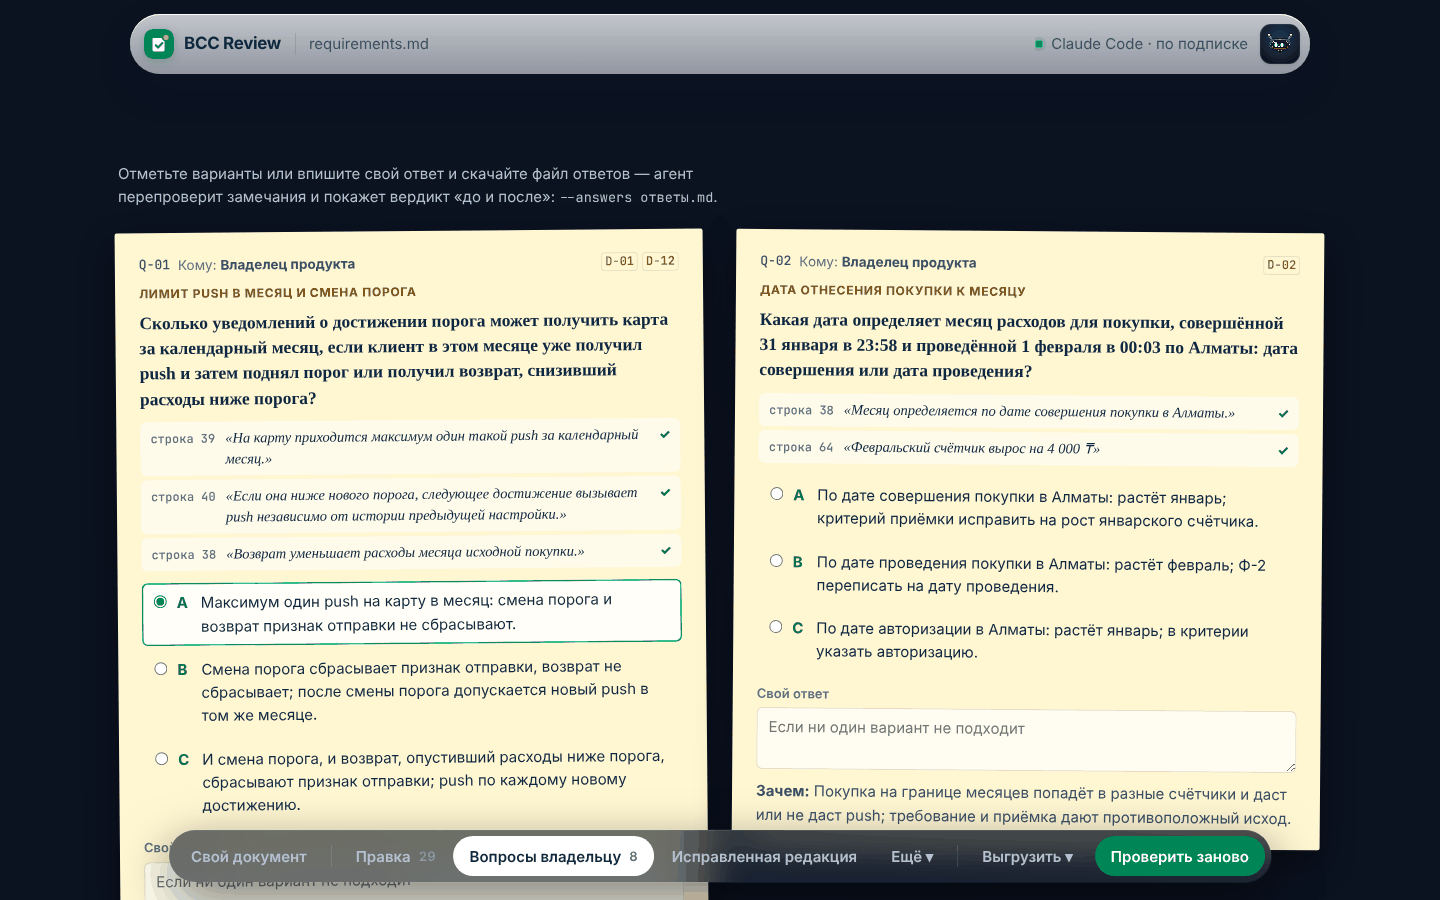 BCC Review
requirements.md
Claude Code · по подписке
Отметьте варианты или впишите свой ответ и скачайте файл ответов — агент
перепроверит замечания и покажет вердикт «до и после»: --answers ответы.md.
Q-01 Кому: Владелец продукта
D-01 D-12
ЛИМИТ PUSH В МЕСЯЦ И СМЕНА ПОРОГА
Сколько уведомлений о достижении порога может получить карта
за календарный месяц, если клиент в этом месяце уже получил
push и затем поднял порог или получил возврат, снизивший
расходы ниже порога?
строка 39 «На карту приходится максимум один такой push за календарный
месяц.»
строка 40 «Если она ниже нового порога, следующее достижение вызывает
push независимо от истории предыдущей настройки.»
строка 38 «Возврат уменьшает расходы месяца исходной покупки.»
A Максимум один push на карту в месяц: смена порога и
возврат признак отправки не сбрасывают.
B Смена порога сбрасывает признак отправки, возврат не
сбрасывает; после смены порога допускается новый push в
том же месяце.
C И смена порога, и возврат, опустивший расходы ниже порога,
сбрасывают признак отправки; push по каждому новому
достижению.
Q-02 Кому: Владелец продукта
D-02
ДАТА ОТНЕСЕНИЯ ПОКУПКИ К МЕСЯЦУ
Какая дата определяет месяц расходов для покупки, совершённой
31 января в 23:58 и проведённой 1 февраля в 00:03 по Алматы: дата
совершения или дата проведения?
строка 38 «Месяц определяется по дате совершения покупки в Алматы.»
строка 64 «Февральский счётчик вырос на 4 000 ₸»
A По дате совершения покупки в Алматы: растёт январь;
критерий приёмки исправить на рост январского счётчика.
B По дате проведения покупки в Алматы: растёт февраль; Ф-2
переписать на дату проведения.
C По дате авторизации в Алматы: растёт январь; в критерии
указать авторизацию.
Свой ответ
Если ни один вариант не подходит
Зачем: Покупка на границе месяцев попадёт в разные счётчики и даст
или не даст push; требование и приёмка дают противоположный исход.
Свой документ
Правка 29
Вопросы владельцу 8
Исправленная редакция
Ещё ▾
Выгрузить ▾
Проверить заново
Если ни один вариант не подходит